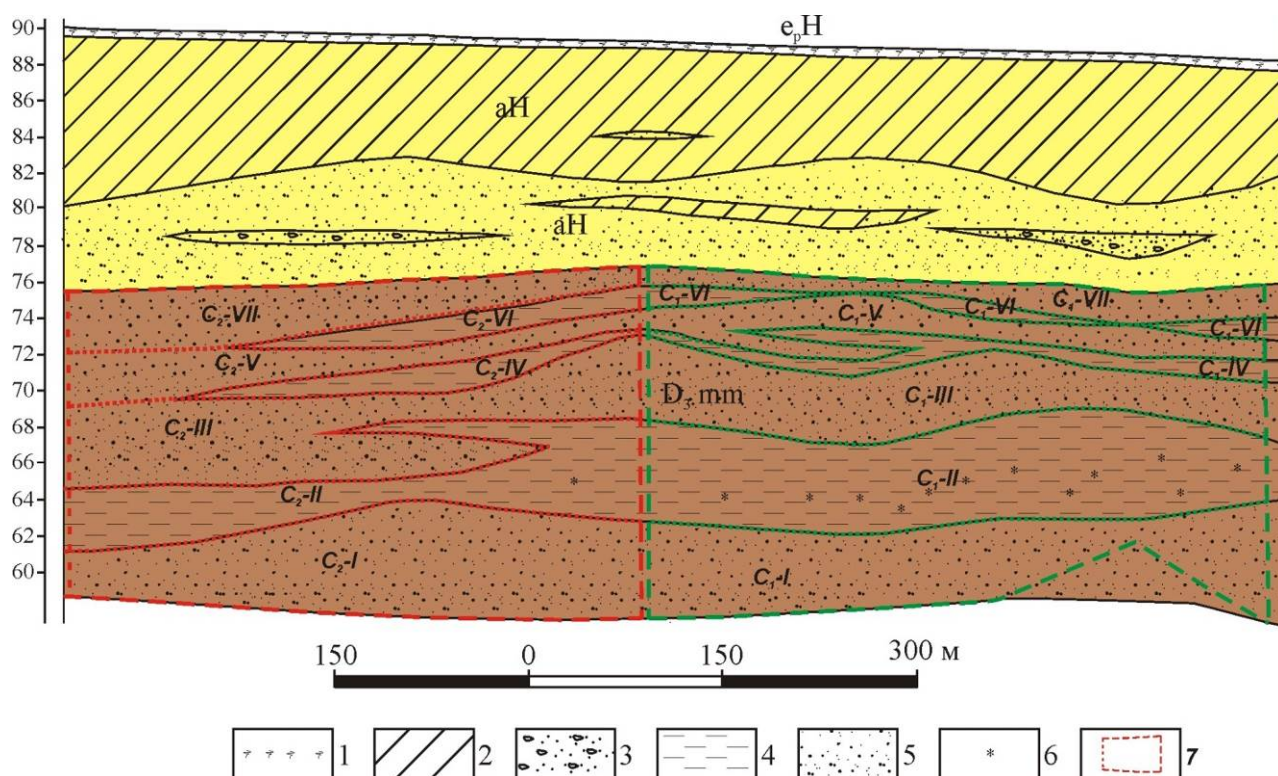 90
e_pH
88
86
aH
84
82
80
aH
78
76
C₂-VII C₂-VI C₁-VI C₁-V C₁-VI C₁-VII C₁-VI
74
C₂-V C₂-IV C₁-IV
72
70
C₂-III D₃ mm C₁-III
68
66
C₂-II C₁-II
64
62
C₂-I C₁-I
60
150 0 150 300 м
1 2 3 4 5 6 7